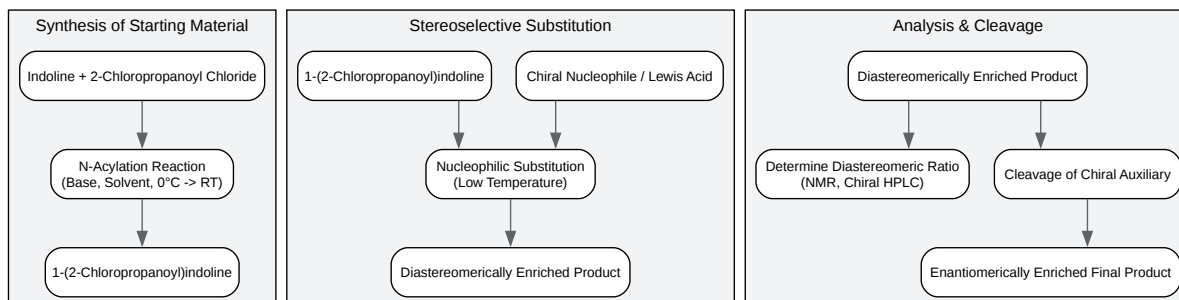 Synthesis of Starting Material
Indoline + 2-Chloropropanoyl Chloride
N-Acylation Reaction
(Base, Solvent, 0°C -> RT)
1-(2-Chloropropanoyl)indoline
Stereoselective Substitution
1-(2-Chloropropanoyl)indoline
Chiral Nucleophile / Lewis Acid
Nucleophilic Substitution
(Low Temperature)
Diastereomerically Enriched Product
Analysis & Cleavage
Diastereomerically Enriched Product
Determine Diastereomeric Ratio
(NMR, Chiral HPLC)
Cleavage of Chiral Auxiliary
Enantiomerically Enriched Final Product